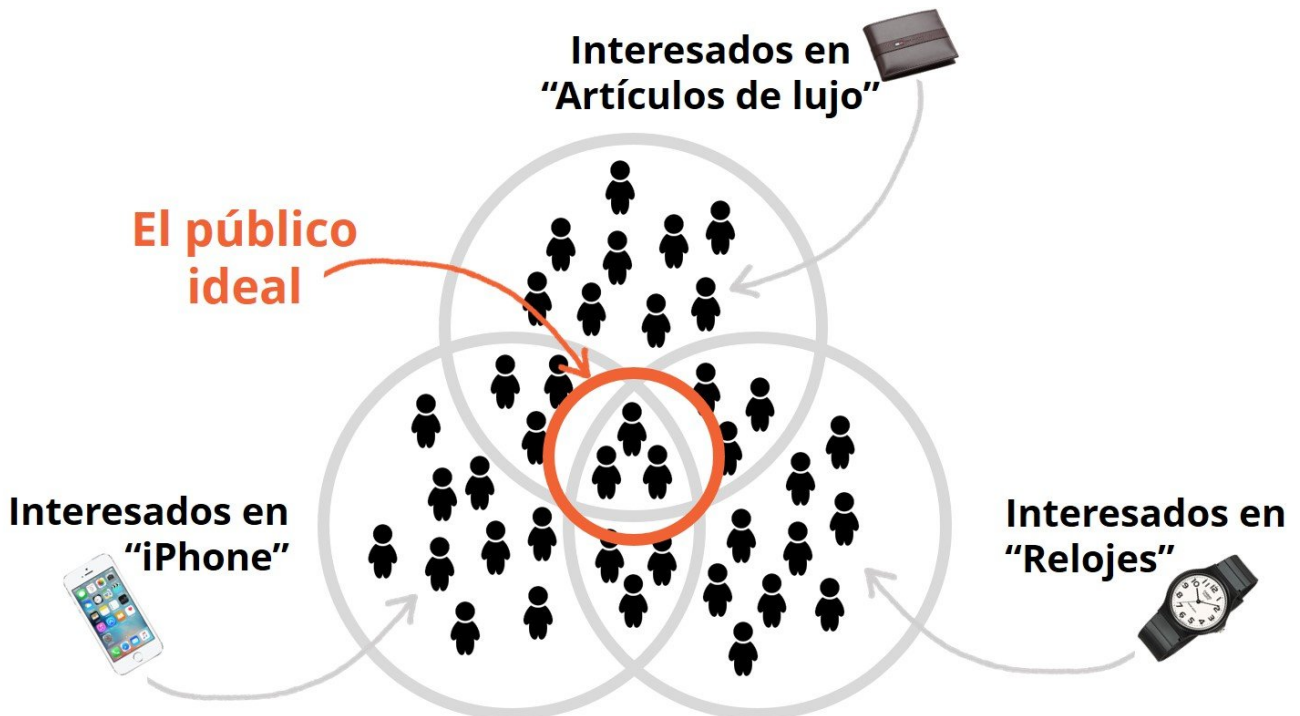 Interesados en
“Artículos de lujo”
El público
ideal
Interesados en
“iPhone”
Interesados en
“Relojes”